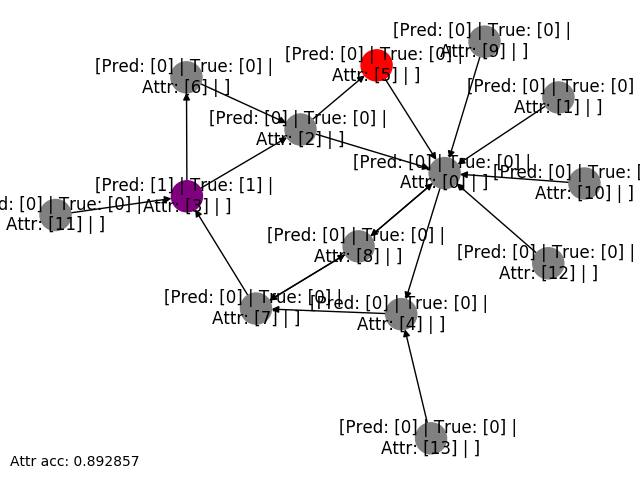 [Pred: [0] | True: [0] |
Attr: [9] | ]
[Pred: [0] | True: [0] |
Attr: [5] | ]
[Pred: [0] | True: [0] |
Attr: [6] | ]
[Pred: [0] | True: [0]
Attr: [1] | ]
[Pred: [0] | True: [0] |
Attr: [2] | ]
[Pred: [0] | True: [0] |
Attr: [0] | ]
[Pred: [0] | True: [
Attr: [10] | ]
[Pred: [1] | True: [1] |
Attr: [3] | ]
d: [0] | True: [0] |
Attr: [11] | ]
[Pred: [0] | True: [0] |
Attr: [8] | ]
[Pred: [0] | True: [0] |
Attr: [12] | ]
[Pred: [0] | True: [0] |
Attr: [7] | ]
[Pred: [0] | True: [0] |
Attr: [4] | ]
[Pred: [0] | True: [0] |
Attr: [13] | ]
Attr acc: 0.892857